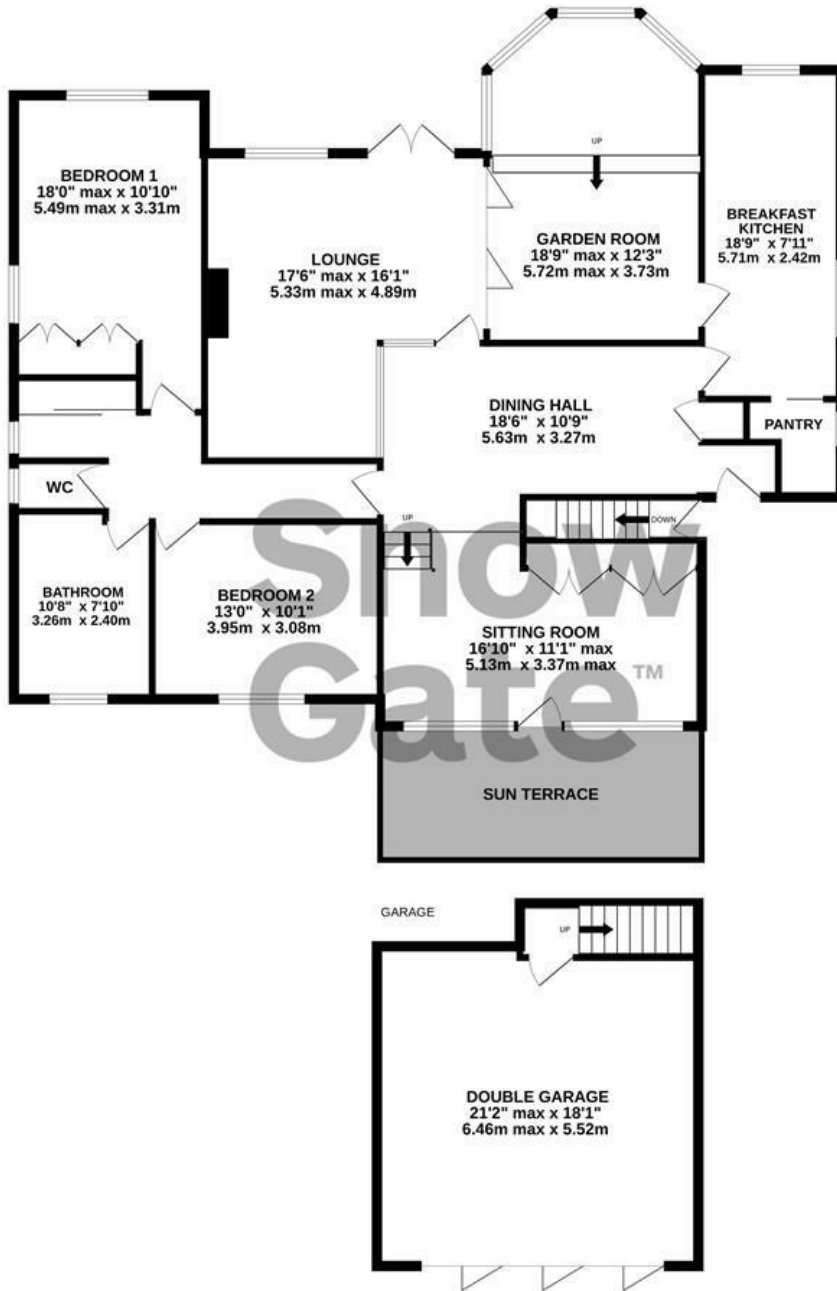 UP
BEDROOM 1
18'0" max x 10'10"
5.49m max x 3.31m
LOUNGE
17'6" max x 16'1"
5.33m max x 4.89m
GARDEN ROOM
18'9" max x 12'3"
5.72m max x 3.73m
BREAKFAST
KITCHEN
18'9" x 7'11"
5.71m x 2.42m
DINING HALL
18'6" x 10'9"
5.63m x 3.27m
PANTRY
WC
UP
DOWN
BATHROOM
10'8" x 7'10"
3.26m x 2.40m
BEDROOM 2
13'0" x 10'1"
3.95m x 3.08m
SITTING ROOM
16'10" x 11'1" max
5.13m x 3.37m max
Snow
Gate™
SUN TERRACE
GARAGE
UP
DOUBLE GARAGE
21'2" max x 18'1"
6.46m max x 5.52m